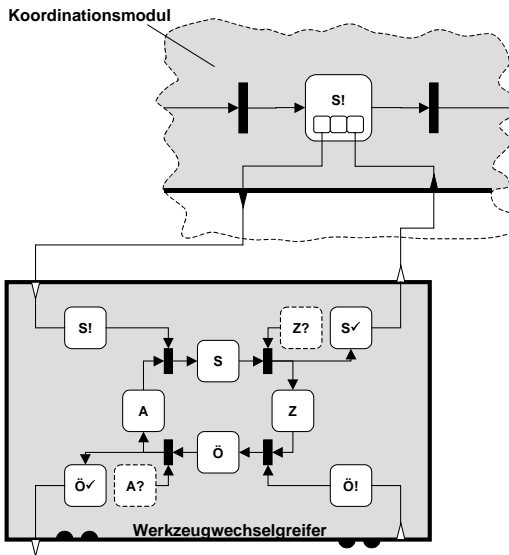 Koordinationsmodul
S!
S!
Z?
S✓
S
A
Z
Ö
Ö✓
A?
Ö!
Werkzeugwechselgreifer